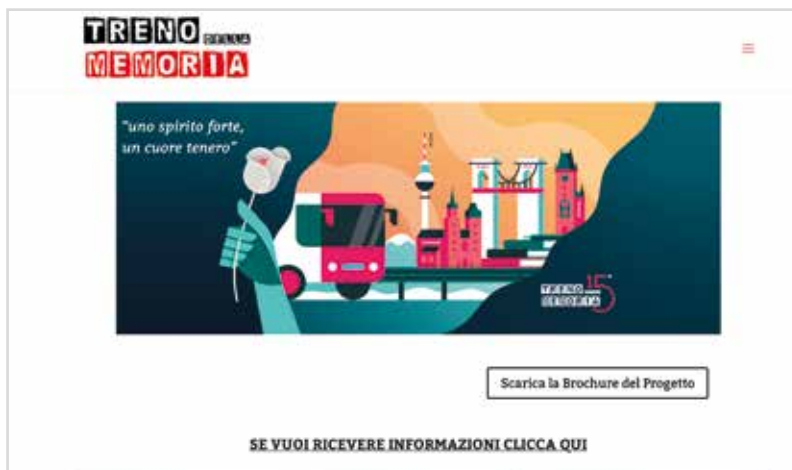 TRENO DELLA
MEMORIA
"uno spirito forte,
un cuore tenero"
TRENO
MEMORIA
15
Scarica la Brochure del Progetto
SE VUOI RICEVERE INFORMAZIONI CLICCA QUI